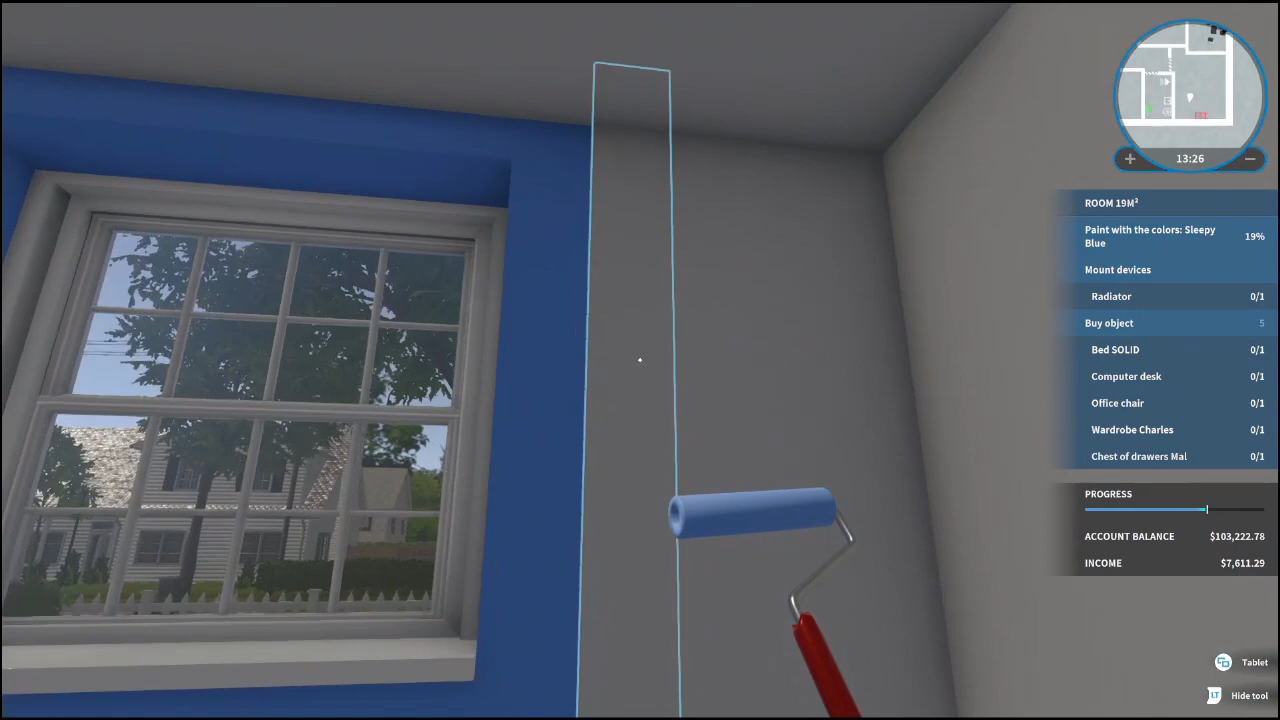 13:26
ROOM 19M²
Paint with the colors: Sleepy
Blue
19%
Mount devices
Radiator 0/1
Buy object 5
Bed SOLID 0/1
Computer desk 0/1
Office chair 0/1
Wardrobe Charles 0/1
Chest of drawers Mal 0/1
PROGRESS
ACCOUNT BALANCE $103,222.78
INCOME $7,611.29
Tablet
LT Hide tool